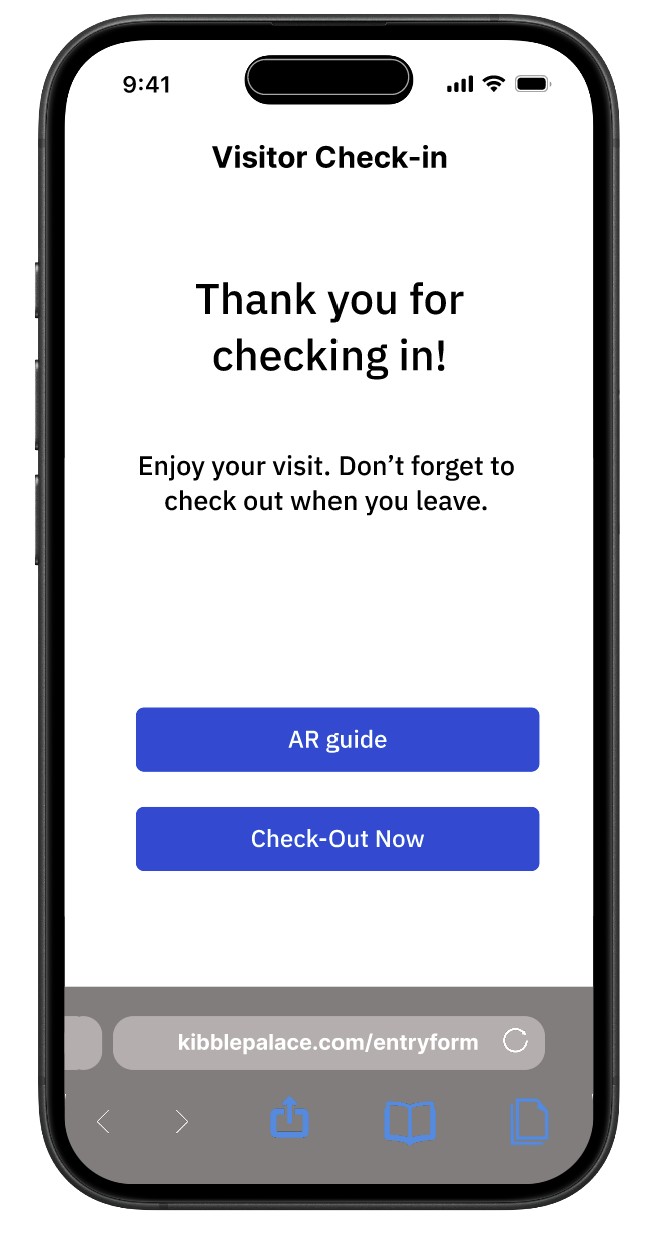 9:41
Visitor Check-in
Thank you for
checking in!
Enjoy your visit. Don’t forget to
check out when you leave.
AR guide
Check-Out Now
kibblepalace.com/entryform